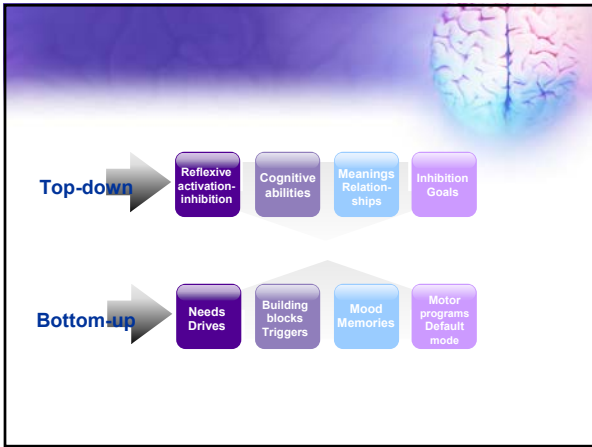 Top-down
Reflexive
activation-
inhibition
Cognitive
abilities
Meanings
Relation-
ships
Inhibition
Goals
Bottom-up
Needs
Drives
Building
blocks
Triggers
Mood
Memories
Motor
programs
Default
mode